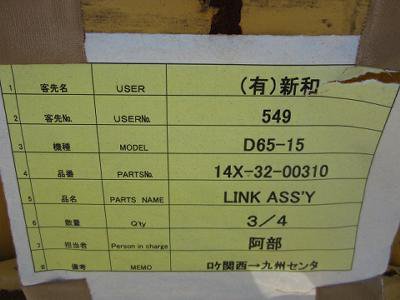 1 客先名 USER (有)新和
2 客先No. USERNo. 549
3 機種 MODEL D65-15
4 品番 PARTSNo. 14X-32-00310
5 品名 PARTS NAME LINK ASS'Y
6 数量 Q'ty 3/4
7 担当者 Person in charge 阿部
8 備考 MEMO ロケ関西→九州センタ